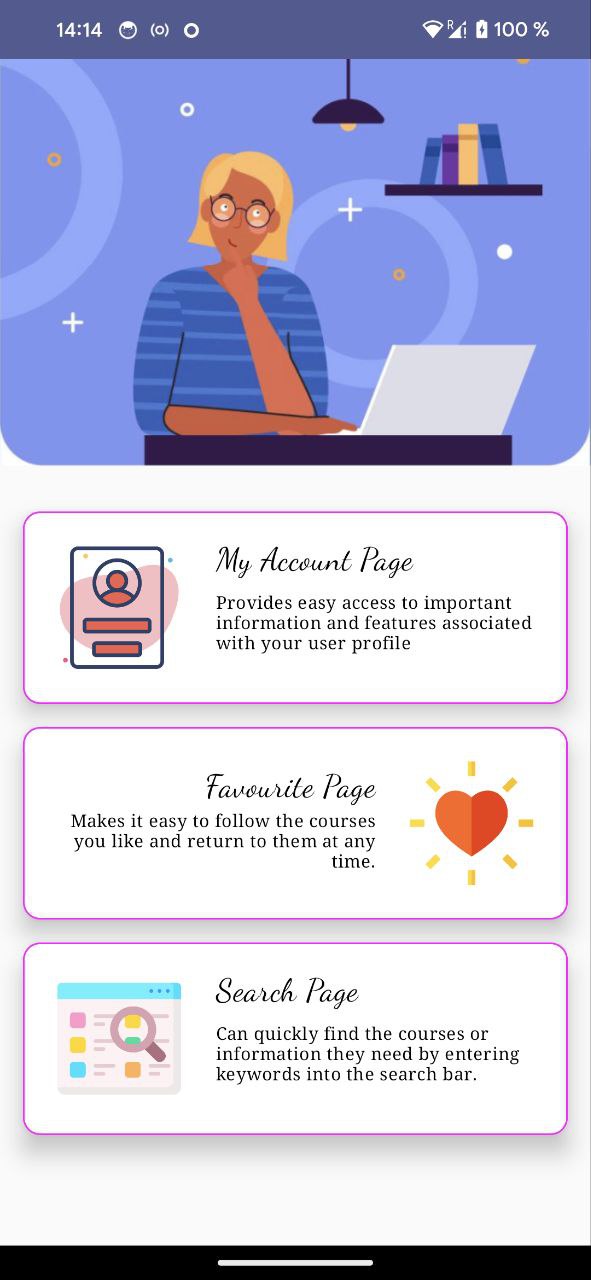 14:14
R
100 %
My Account Page
Provides easy access to important
information and features associated
with your user profile
Favourite Page
Makes it easy to follow the courses
you like and return to them at any
time.
Search Page
Can quickly find the courses or
information they need by entering
keywords into the search bar.